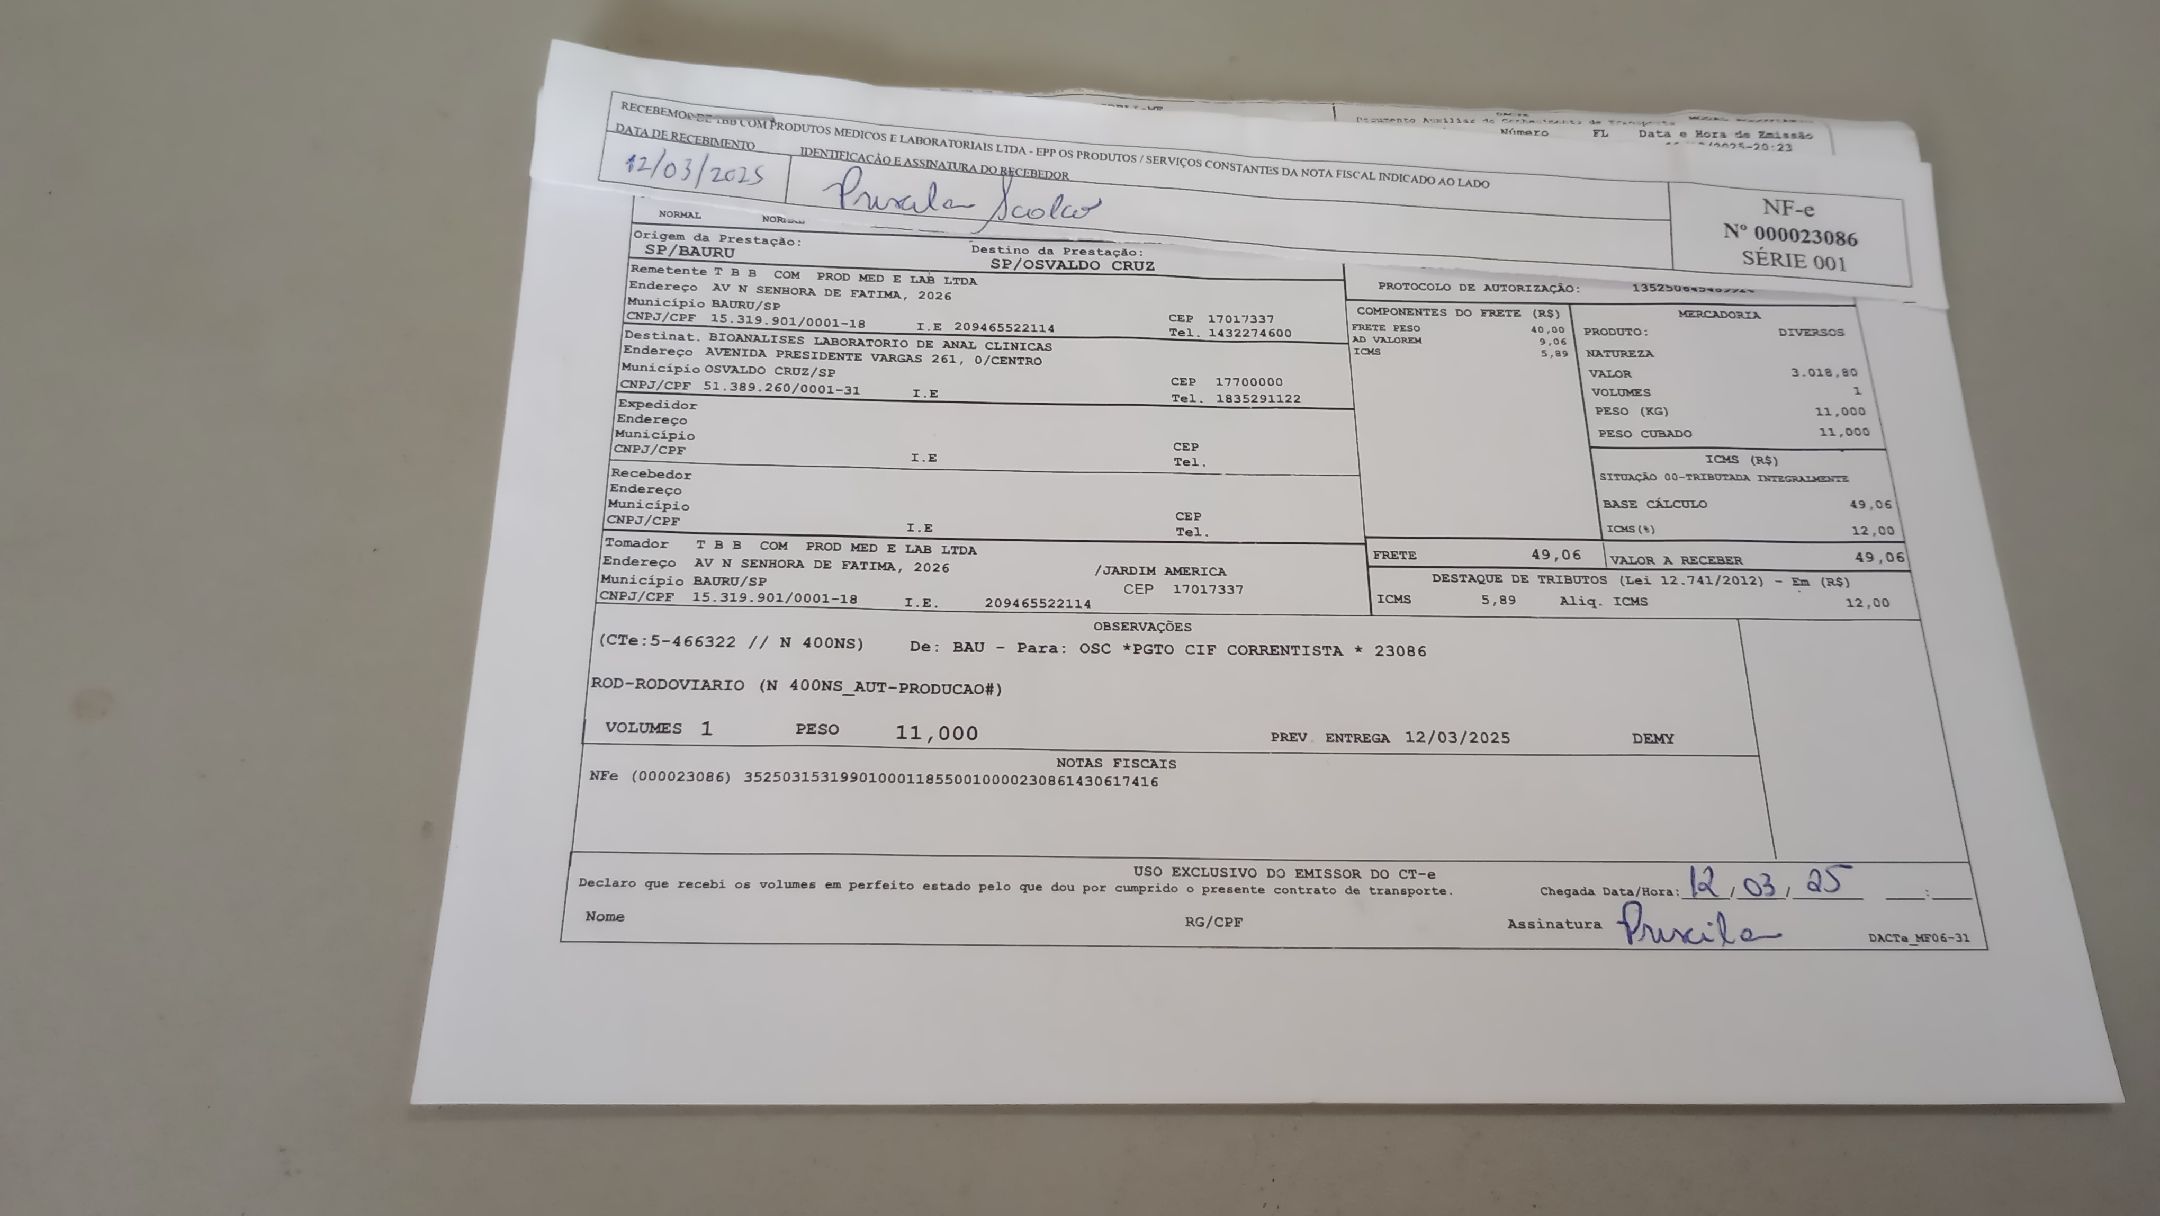 RECEBEMOS DE TBB COM PRODUTOS MEDICOS E LABORATORIAIS LTDA - EPP OS PRODUTOS / SERVIÇOS CONSTANTES DA NOTA FISCAL INDICADO AO LADO
DATA DE RECEBIMENTO IDENTIFICAÇÃO E ASSINATURA DO RECEBEDOR
12/03/2025 Priscila
NF-e
Nº 000023086
SÉRIE 001
Número FL Data e Hora de Emissão
NORMAL NORMAL
Origem da Prestação: Destino da Prestação:
SP/BAURU SP/OSVALDO CRUZ
Remetente T B B COM PROD MED E LAB LTDA
Endereço AV N SENHORA DE FATIMA, 2026
Município BAURU/SP CEP 17017337
CNPJ/CPF 15.319.901/0001-18 I.E 209465522114 Tel. 1432274600
Destinat. BIOANALISES LABORATORIO DE ANAL CLINICAS
Endereço AVENIDA PRESIDENTE VARGAS 261, 0/CENTRO
Município OSVALDO CRUZ/SP CEP 17700000
CNPJ/CPF 51.389.260/0001-31 I.E Tel. 1835291122
Expedidor
Endereço
Município CEP
CNPJ/CPF I.E Tel.
Recebedor
Endereço
Município CEP
CNPJ/CPF I.E Tel.
Tomador T B B COM PROD MED E LAB LTDA
Endereço AV N SENHORA DE FATIMA, 2026 /JARDIM AMERICA
Município BAURU/SP CEP 17017337
CNPJ/CPF 15.319.901/0001-18 I.E. 209465522114
PROTOCOLO DE AUTORIZAÇÃO:
COMPONENTES DO FRETE (R$)
FRETE PESO 40,00
AD VALOREM 9,06
ICMS 5,89
MERCADORIA
PRODUTO: DIVERSOS
NATUREZA
VALOR 3.018,80
VOLUMES 1
PESO (KG) 11,000
PESO CUBADO 11,000
ICMS (R$)
SITUAÇÃO 00-TRIBUTADA INTEGRALMENTE
BASE CÁLCULO 49,06
ICMS(%) 12,00
FRETE 49,06 VALOR A RECEBER 49,06
DESTAQUE DE TRIBUTOS (Lei 12.741/2012) - Em (R$)
ICMS 5,89 Aliq. ICMS 12,00
OBSERVAÇÕES
(CTe:5-466322 // N 400NS) De: BAU - Para: OSC *PGTO CIF CORRENTISTA * 23086
ROD-RODOVIARIO (N 400NS_AUT-PRODUCAO#)
VOLUMES 1 PESO 11,000 PREV. ENTREGA 12/03/2025 DEMY
NOTAS FISCAIS
NFe (000023086) 35250315319901000118550010000230861430617416
USO EXCLUSIVO DO EMISSOR DO CT-e
Declaro que recebi os volumes em perfeito estado pelo que dou por cumprido o presente contrato de transporte. Chegada Data/Hora: 12 / 03 / 25 :
Nome RG/CPF Assinatura Priscila DACTe_MF06-31